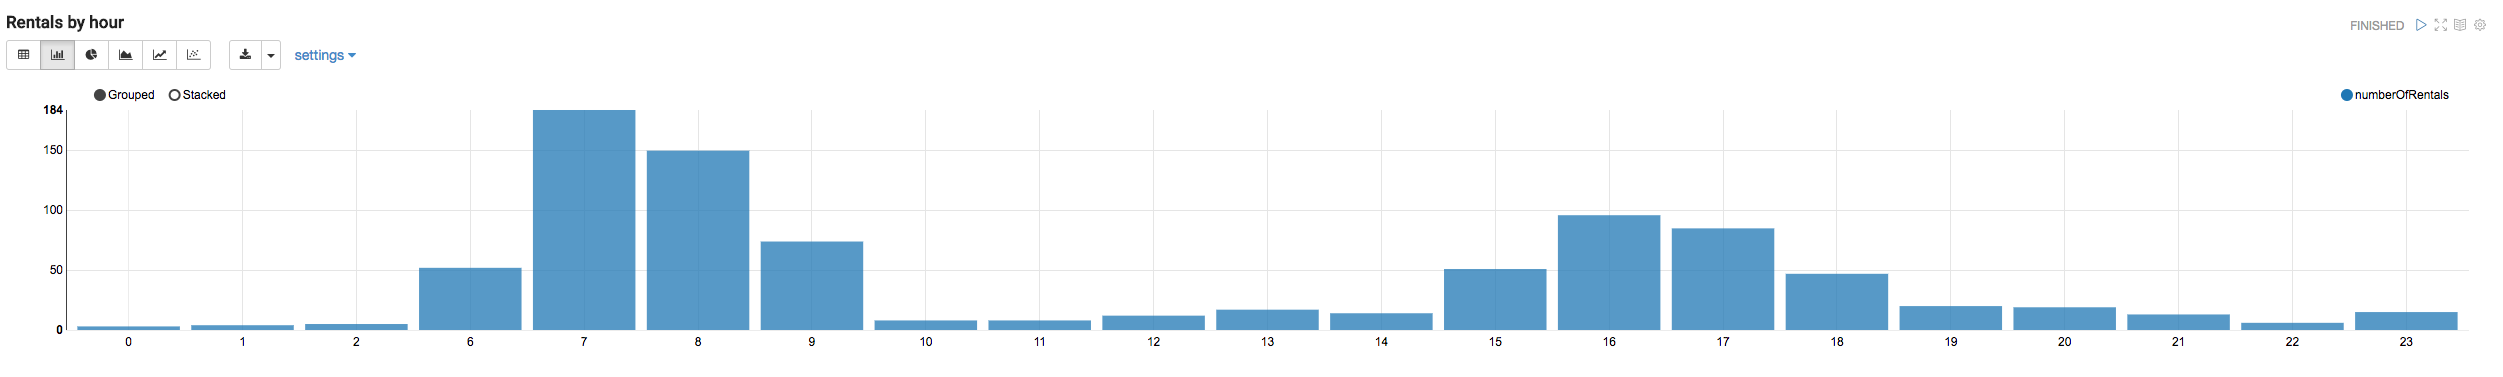 Rentals by hour
FINISHED
settings
Grouped Stacked
numberOfRentals
184
150
100
50
0
0 1 2 6 7 8 9 10 11 12 13 14 15 16 17 18 19 20 21 22 23